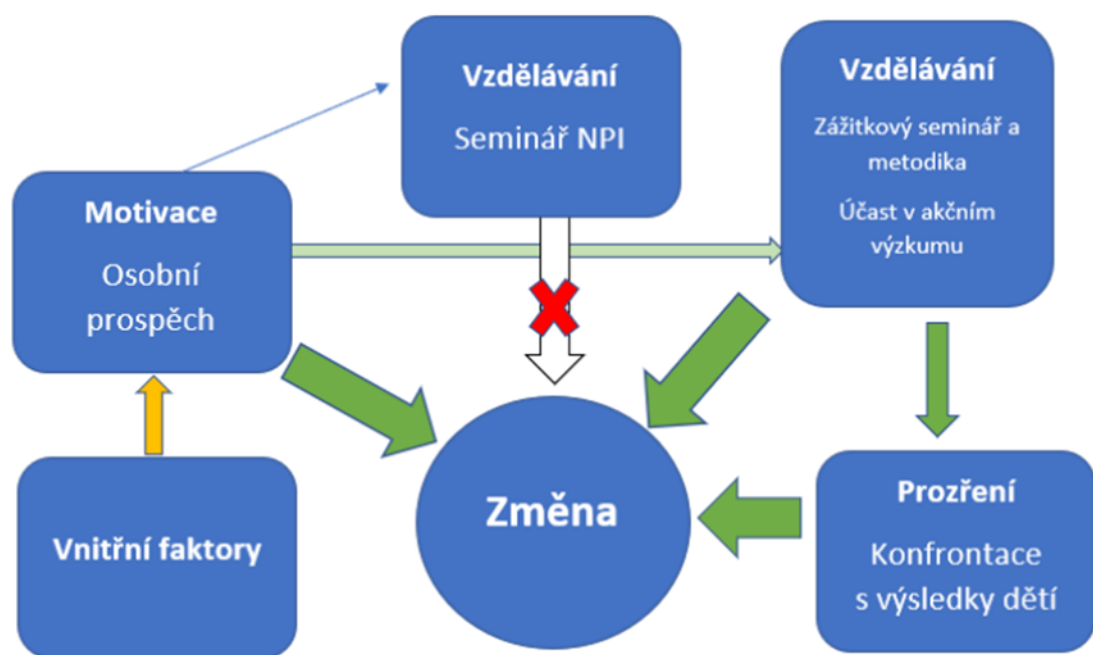 Vzdělávání
Seminář NPI
Vzdělávání
Zážitkový seminář a
metodika
Účast v akčním
výzkumu
Motivace
Osobní
prospěch
Vnitřní faktory
Změna
Prozření
Konfrontace
s výsledky dětí